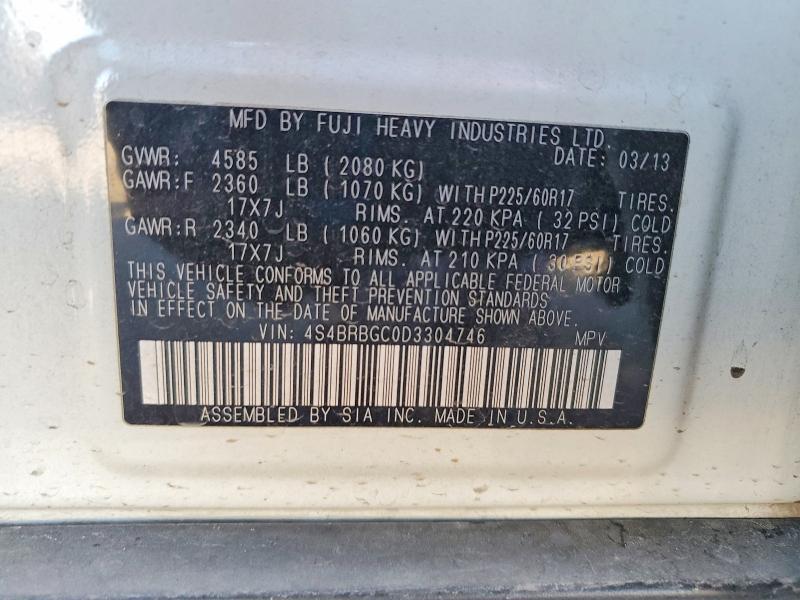 MFD BY FUJI HEAVY INDUSTRIES LTD.
DATE: 03/13
GVWR: 4585 LB ( 2080 KG)
GAWR:F 2360 LB ( 1070 KG) WITH P225/60R17 TIRES.
17X7J RIMS. AT 220 KPA ( 32 PSI) COLD
GAWR:R 2340 LB ( 1060 KG) WITH P225/60R17 TIRES.
17X7J RIMS. AT 210 KPA ( 30 PSI) COLD
THIS VEHICLE CONFORMS TO ALL APPLICABLE FEDERAL MOTOR
VEHICLE SAFETY AND THEFT PREVENTION STANDARDS
IN EFFECT ON THE DATE OF MANUFACTURE SHOWN ABOVE.
VIN: 4S4BRBGC0D3304746 MPV
ASSEMBLED BY SIA INC. MADE IN U.S.A.